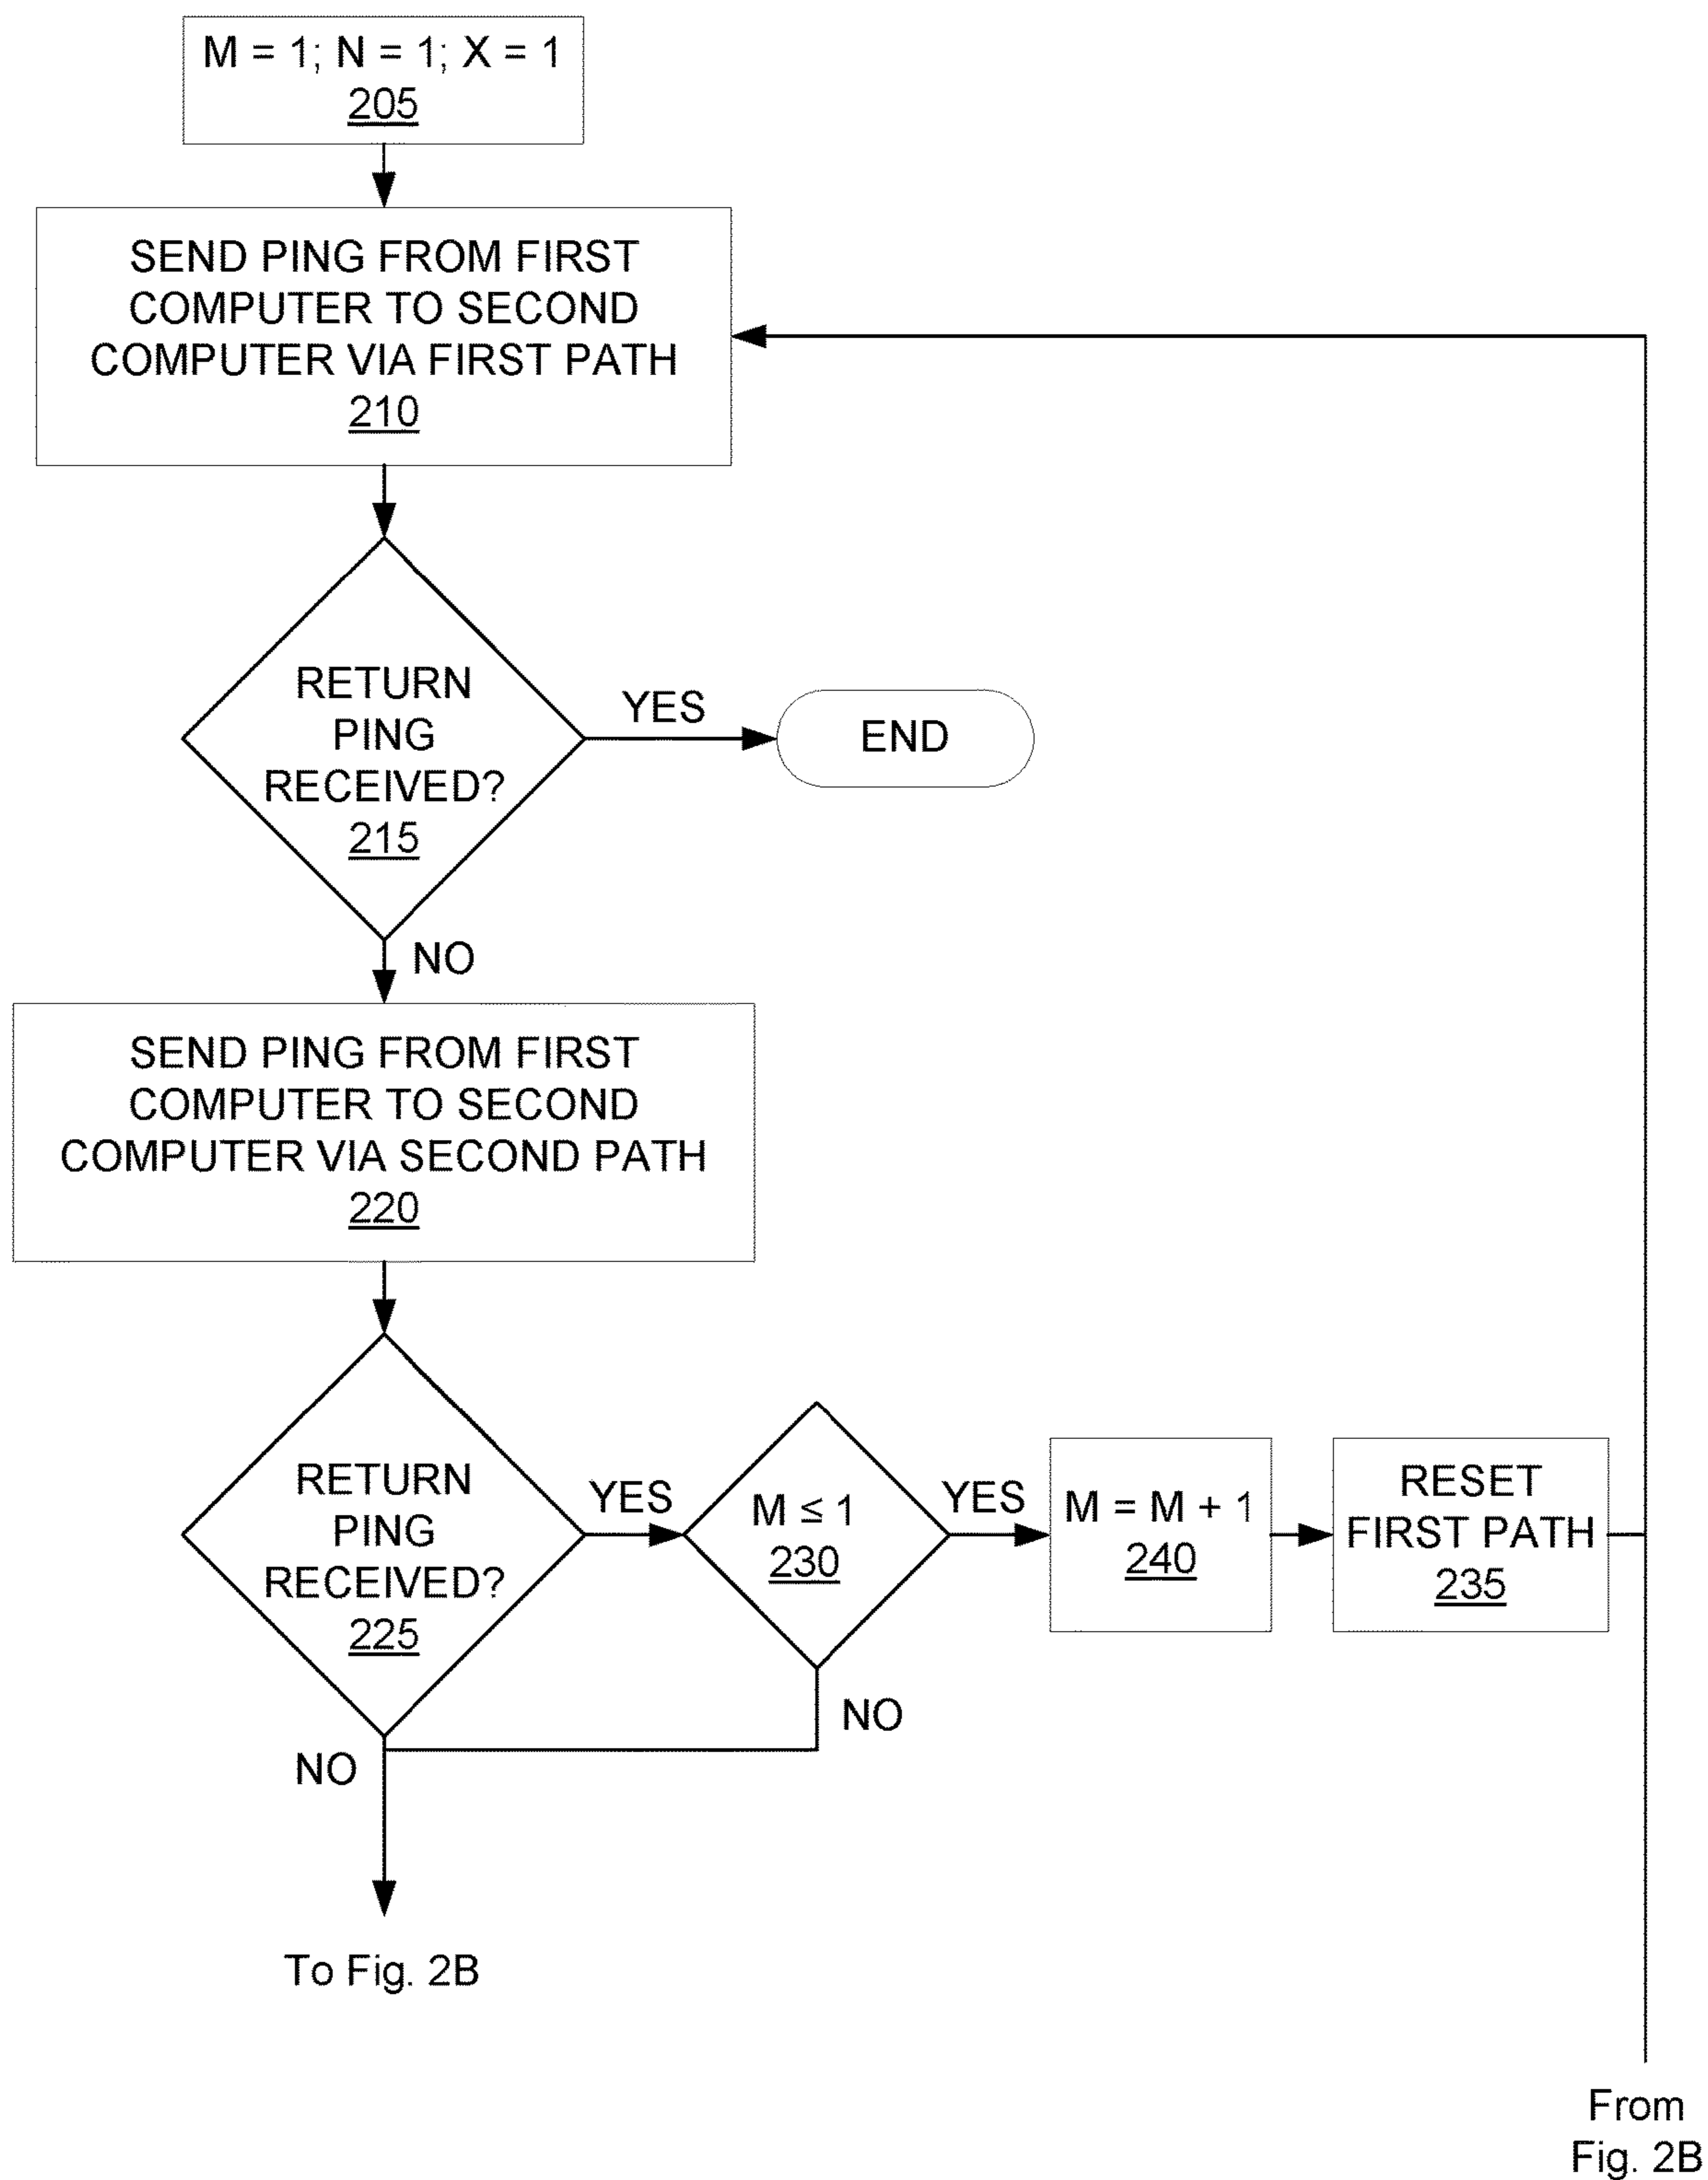 M = 1; N = 1; X = 1
205
SEND PING FROM FIRST
COMPUTER TO SECOND
COMPUTER VIA FIRST PATH
210
RETURN
PING
RECEIVED?
215
YES
END
NO
SEND PING FROM FIRST
COMPUTER TO SECOND
COMPUTER VIA SECOND PATH
220
RETURN
PING
RECEIVED?
225
YES
M ≤ 1
230
YES
M = M + 1
240
RESET
FIRST PATH
235
NO
NO
To Fig. 2B
From
Fig. 2B